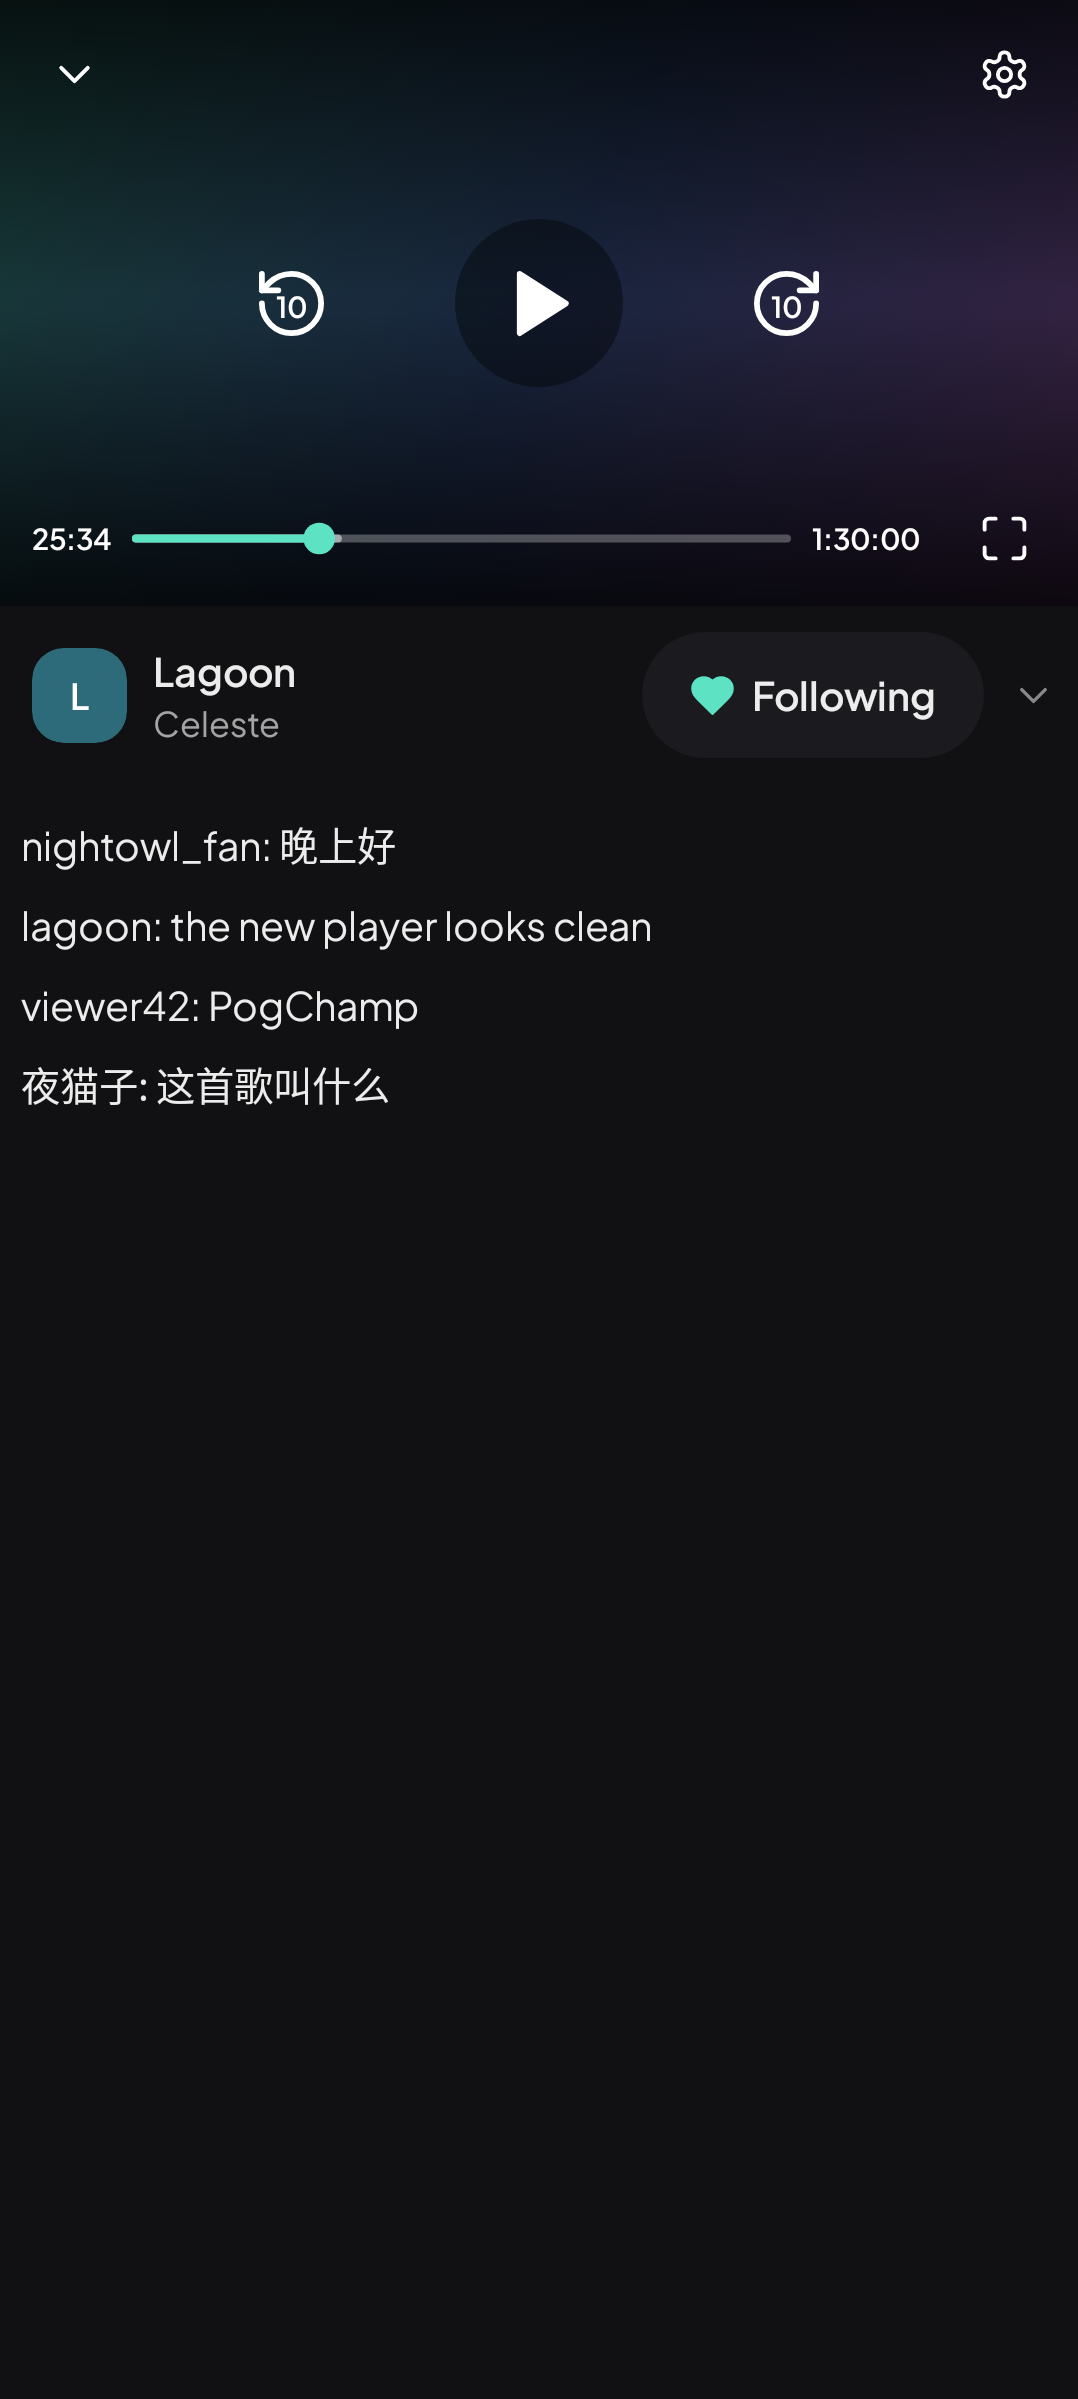 10
10
25:34
1:30:00
L
Lagoon
Celeste
Following
nightowl_fan: 晚上好
lagoon: the new player looks clean
viewer42: PogChamp
夜猫子: 这首歌叫什么